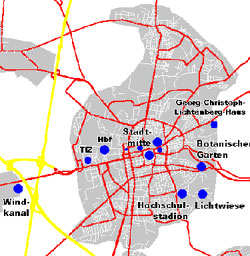 Georg-Christoph-
Lichtenberg-Haus
Stadt-
mitte
Hbf
TIZ
Botanischer
Garten
Wind-
kanal
Hochschul-
stadion
Lichtwiese